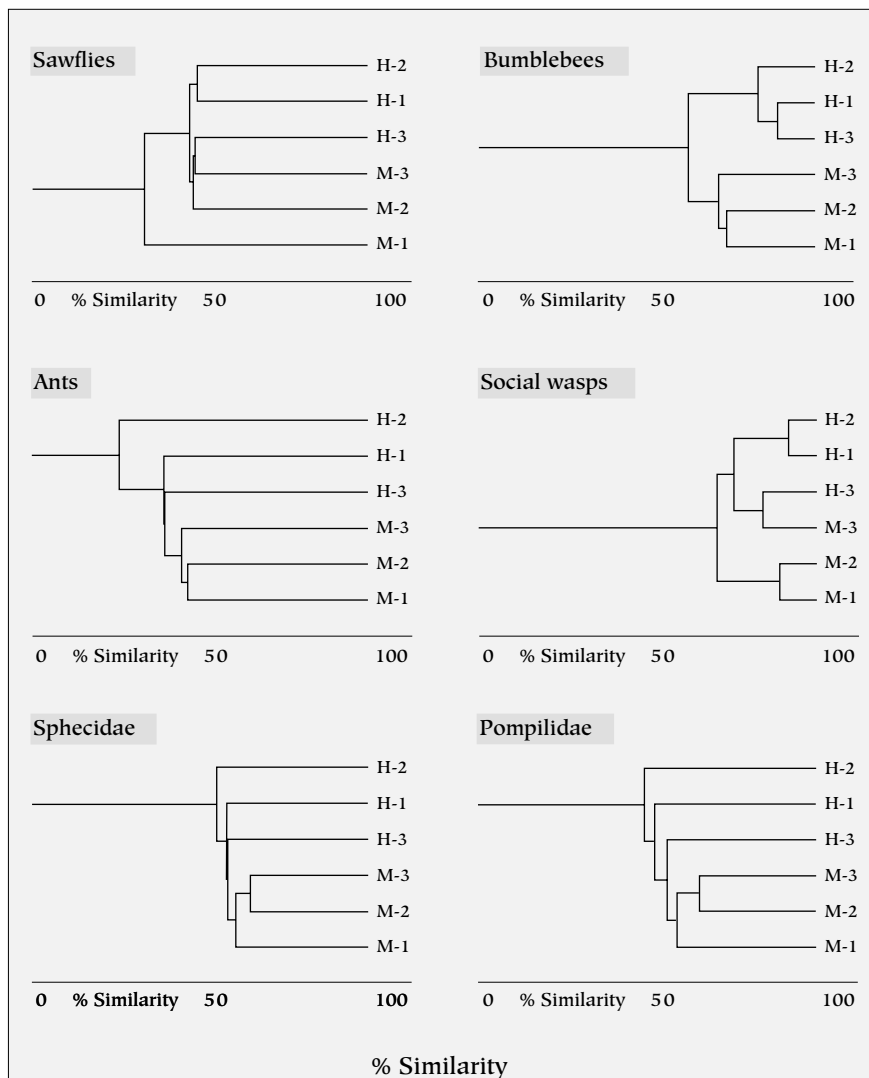 Sawflies
H-2
H-1
H-3
M-3
M-2
M-1
0 % Similarity 50 100
Bumblebees
H-2
H-1
H-3
M-3
M-2
M-1
0 % Similarity 50 100
Ants
H-2
H-1
H-3
M-3
M-2
M-1
0 % Similarity 50 100
Social wasps
H-2
H-1
H-3
M-3
M-2
M-1
0 % Similarity 50 100
Sphecidae
H-2
H-1
H-3
M-3
M-2
M-1
0 % Similarity 50 100
Pompilidae
H-2
H-1
H-3
M-3
M-2
M-1
0 % Similarity 50 100
% Similarity